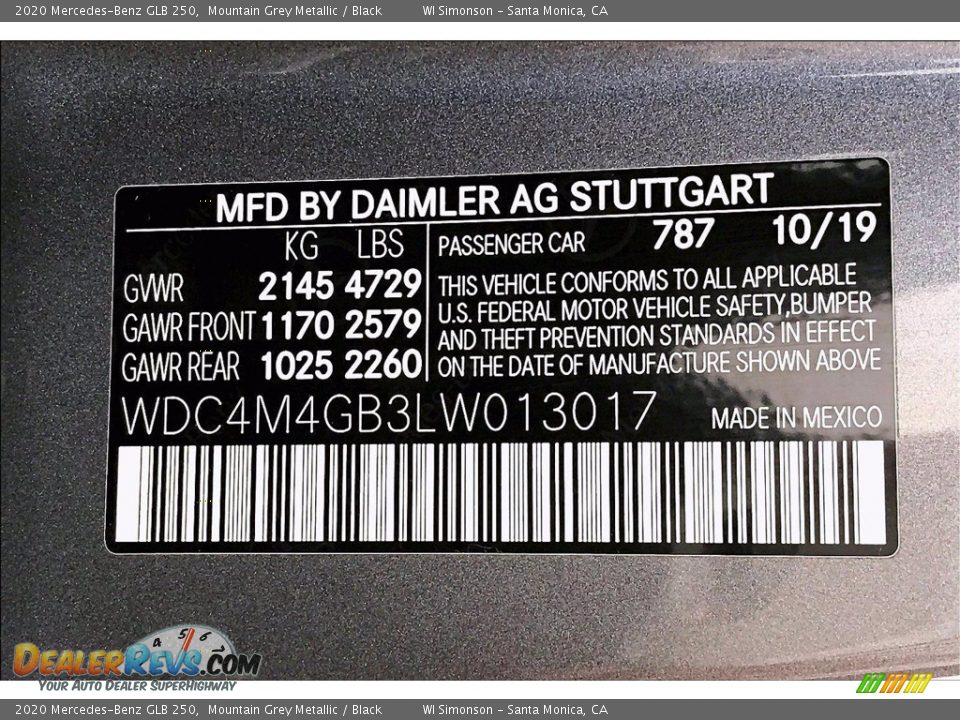 2020 Mercedes-Benz GLB 250, Mountain Grey Metallic / Black WI Simonson - Santa Monica, CA
MFD BY DAIMLER AG STUTTGART
KG LBS PASSENGER CAR 787 10/19
GVWR 2145 4729
GAWR FRONT 1170 2579
GAWR REAR 1025 2260
THIS VEHICLE CONFORMS TO ALL APPLICABLE
U.S. FEDERAL MOTOR VEHICLE SAFETY,BUMPER
AND THEFT PREVENTION STANDARDS IN EFFECT
ON THE DATE OF MANUFACTURE SHOWN ABOVE
WDC4M4GB3LW013017 MADE IN MEXICO
4 5 6
DEALERREVS.COM
YOUR AUTO DEALER SUPERHIGHWAY
2020 Mercedes-Benz GLB 250, Mountain Grey Metallic / Black WI Simonson - Santa Monica, CA